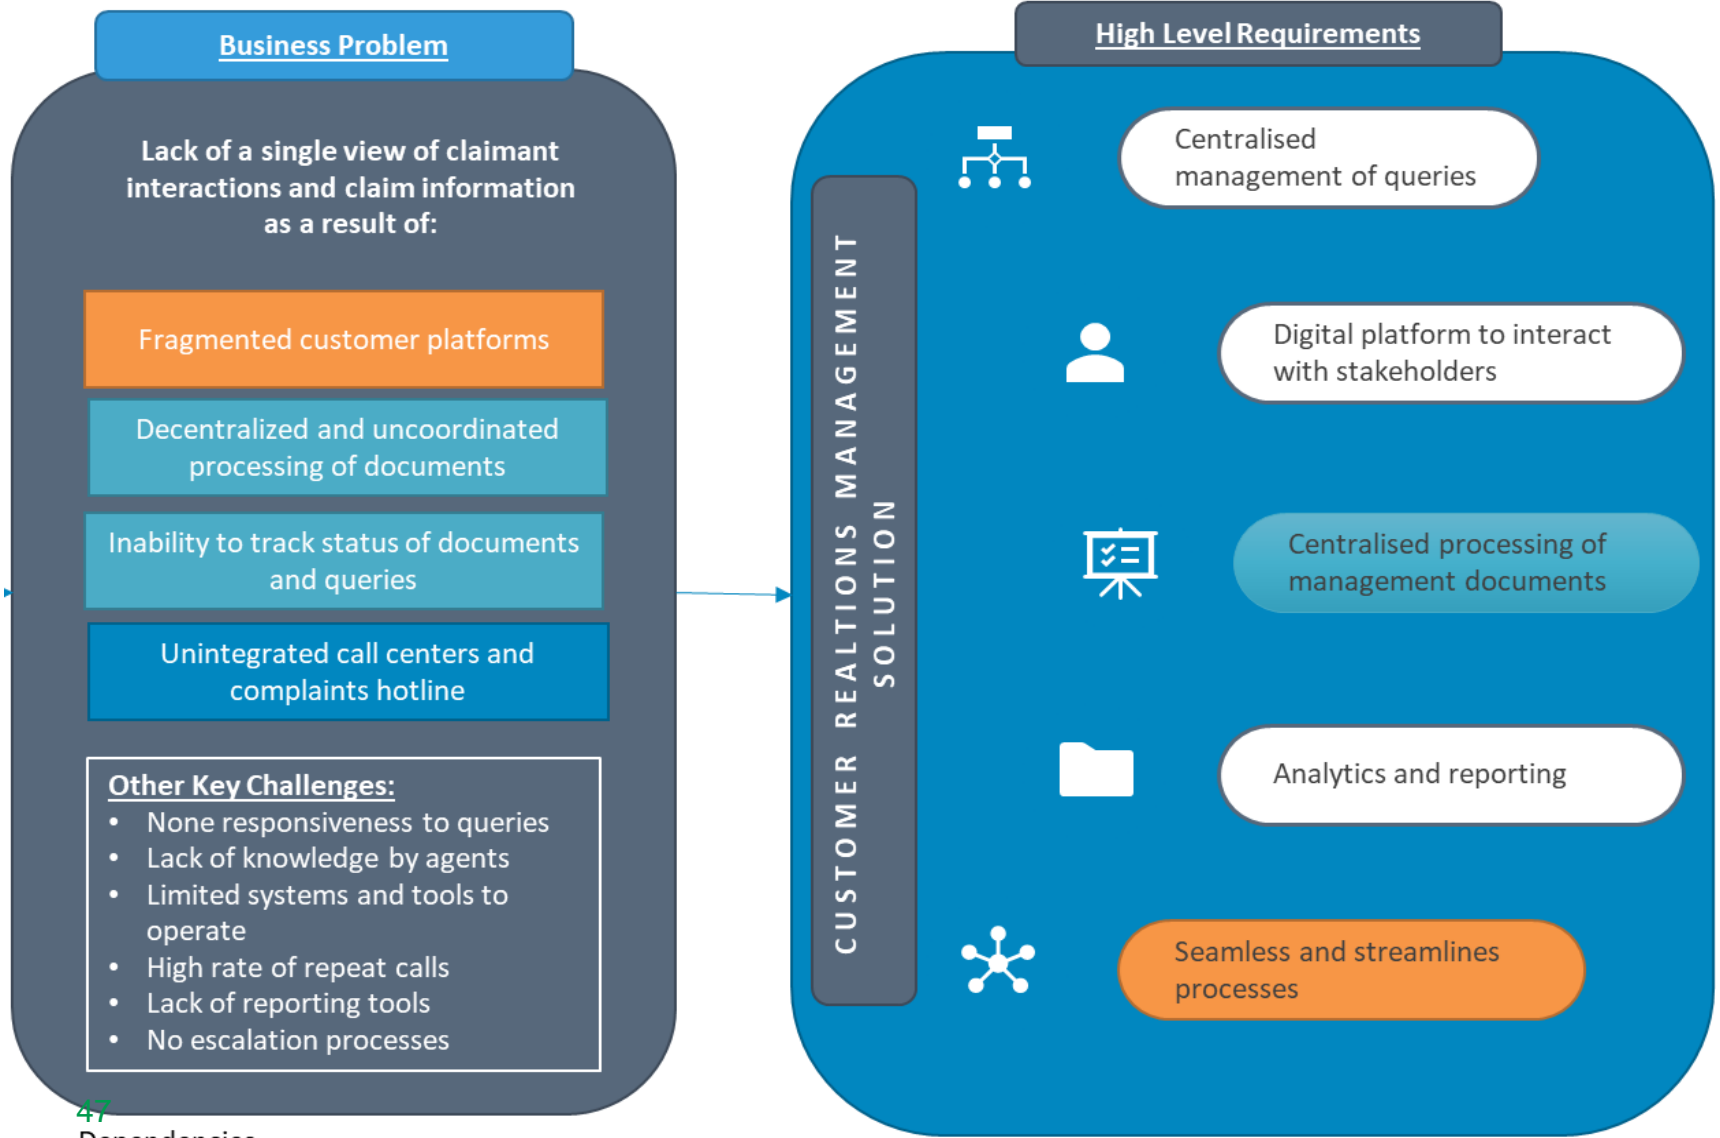 Business Problem
Lack of a single view of claimant
interactions and claim information
as a result of:
Fragmented customer platforms
Decentralized and uncoordinated
processing of documents
Inability to track status of documents
and queries
Unintegrated call centers and
complaints hotline
Other Key Challenges:
• None responsiveness to queries
• Lack of knowledge by agents
• Limited systems and tools to
operate
• High rate of repeat calls
• Lack of reporting tools
• No escalation processes
47
Dependencies
High Level Requirements
CUSTOMER REALTIONS MANAGEMENT
SOLUTION
Centralised
management of queries
Digital platform to interact
with stakeholders
Centralised processing of
management documents
Analytics and reporting
Seamless and streamlines
processes